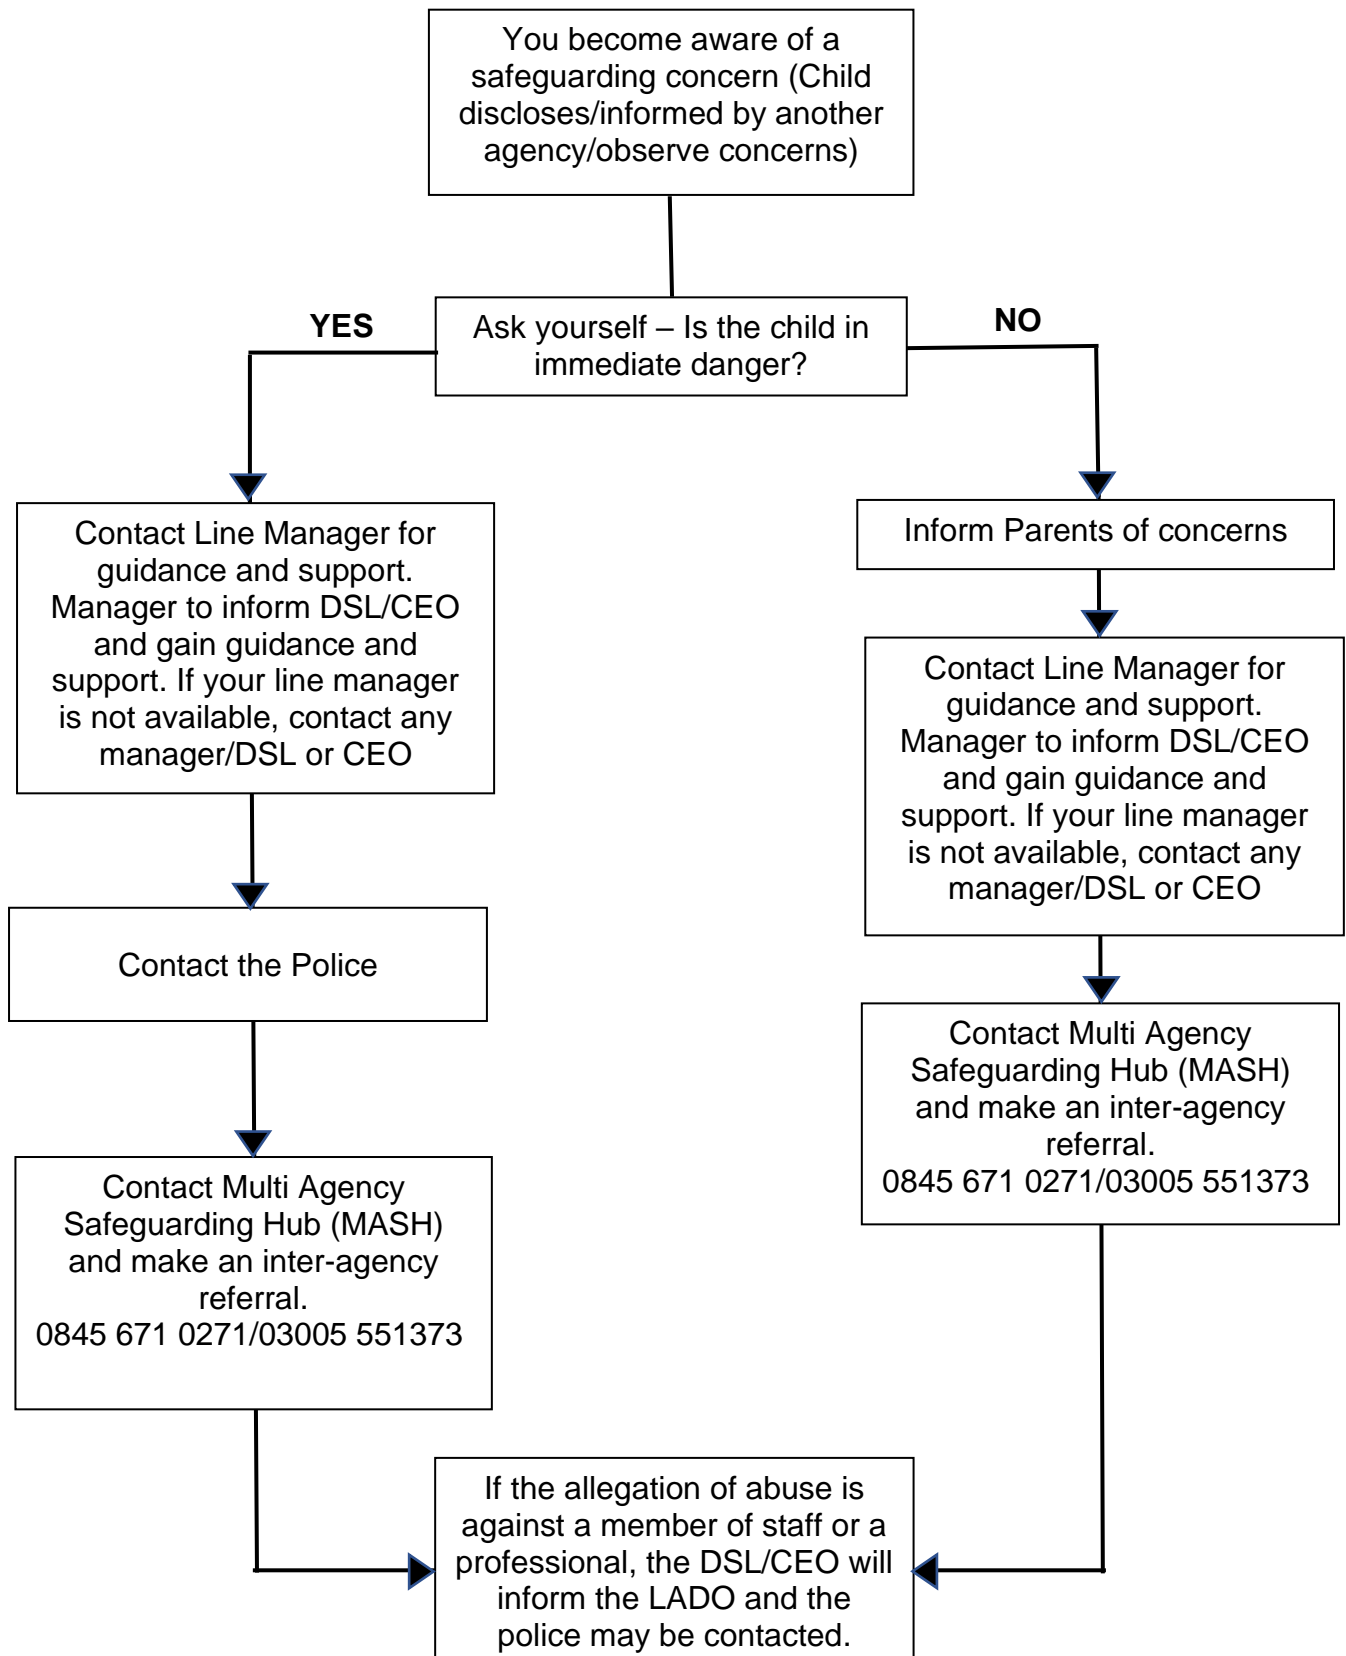 You become aware of a
safeguarding concern (Child
discloses/informed by another
agency/observe concerns)
YES
Ask yourself – Is the child in
immediate danger?
NO
Contact Line Manager for
guidance and support.
Manager to inform DSL/CEO
and gain guidance and
support. If your line manager
is not available, contact any
manager/DSL or CEO
Contact the Police
Contact Multi Agency
Safeguarding Hub (MASH)
and make an inter-agency
referral.
0845 671 0271/03005 551373
Inform Parents of concerns
Contact Line Manager for
guidance and support.
Manager to inform DSL/CEO
and gain guidance and
support. If your line manager
is not available, contact any
manager/DSL or CEO
Contact Multi Agency
Safeguarding Hub (MASH)
and make an inter-agency
referral.
0845 671 0271/03005 551373
If the allegation of abuse is
against a member of staff or a
professional, the DSL/CEO will
inform the LADO and the
police may be contacted.